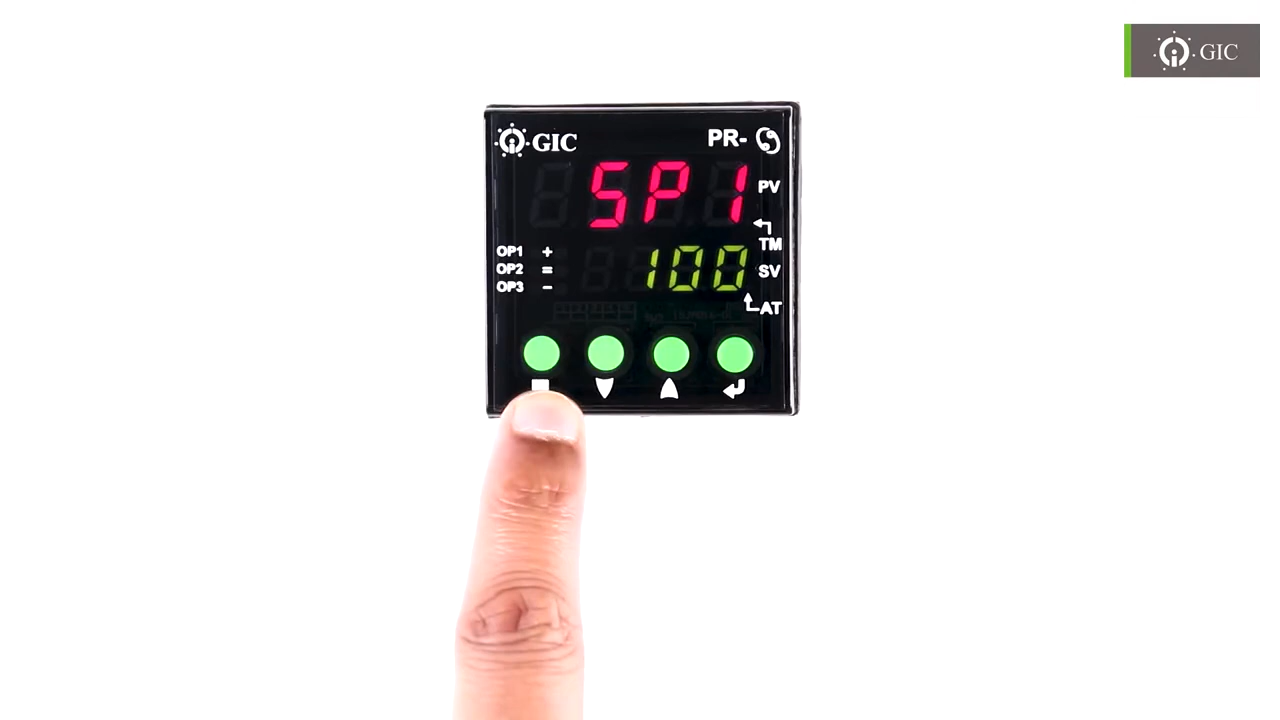 GIC
GIC PR-
SP1
PV
TM
OP1 +
100
OP2 =
SV
OP3 -
AT